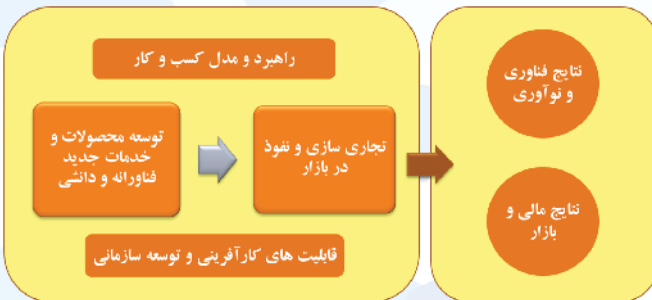 راهبرد و مدل کسب و کار
توسعه محصولات و
خدمات جدید
فناورانه و دانشی
تجاری سازی و نفوذ
در بازار
قابلیت های کارآفرینی و توسعه سازمانی
نتایج فناوری
و نوآوری
نتایج مالی و
بازار